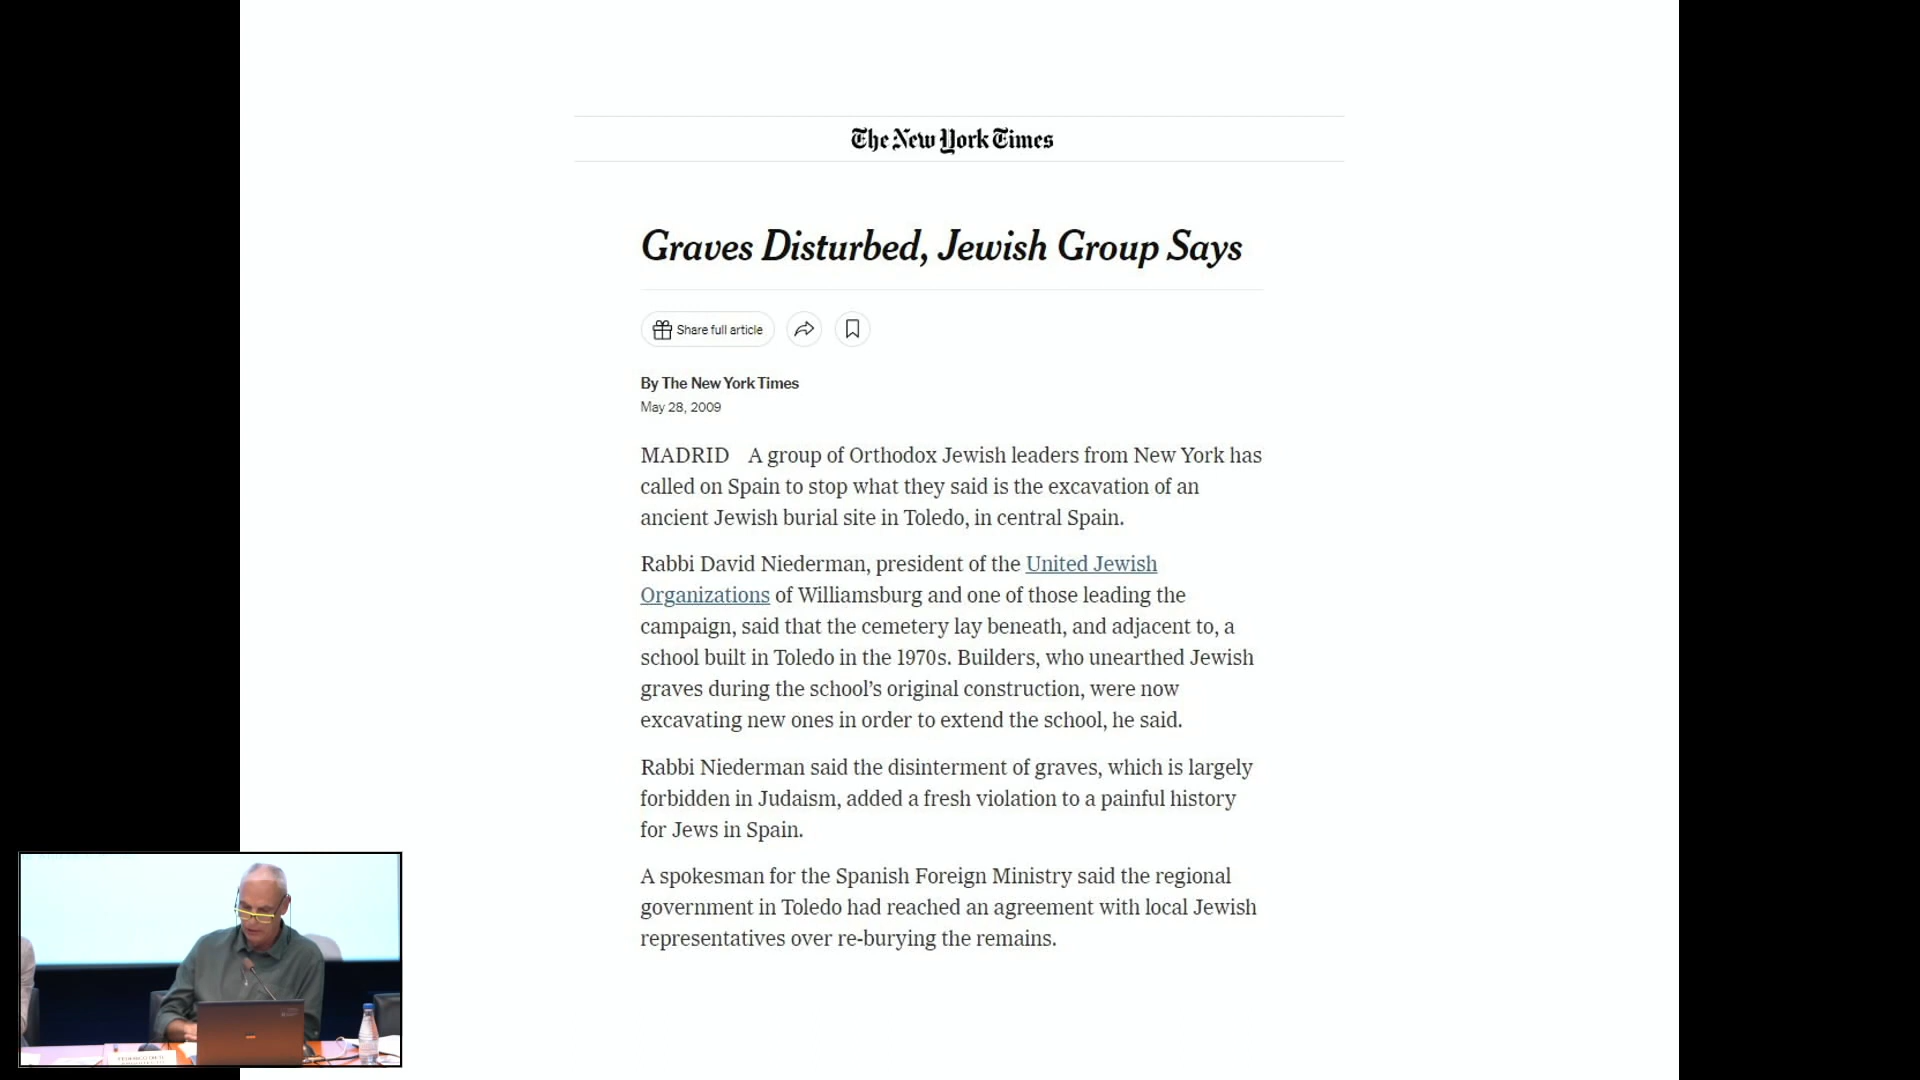 The New York Times
Graves Disturbed, Jewish Group Says
Share full article
By The New York Times
May 28, 2009
MADRID A group of Orthodox Jewish leaders from New York has
called on Spain to stop what they said is the excavation of an
ancient Jewish burial site in Toledo, in central Spain.
Rabbi David Niederman, president of the United Jewish
Organizations of Williamsburg and one of those leading the
campaign, said that the cemetery lay beneath, and adjacent to, a
school built in Toledo in the 1970s. Builders, who unearthed Jewish
graves during the school’s original construction, were now
excavating new ones in order to extend the school, he said.
Rabbi Niederman said the disinterment of graves, which is largely
forbidden in Judaism, added a fresh violation to a painful history
for Jews in Spain.
A spokesman for the Spanish Foreign Ministry said the regional
government in Toledo had reached an agreement with local Jewish
representatives over re-burying the remains.